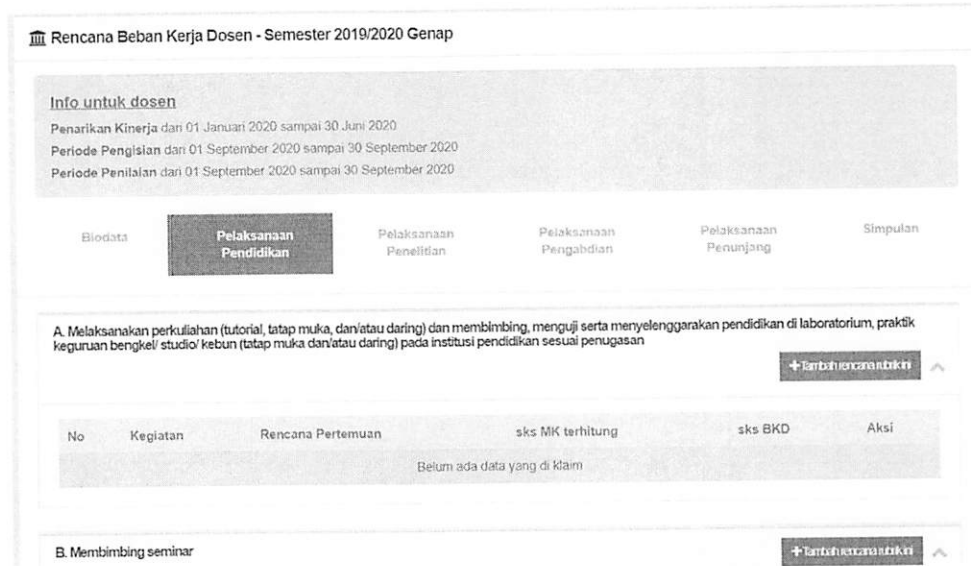 Rencana Beban Kerja Dosen - Semester 2019/2020 Genap
Info untuk dosen
Penarikan Kinerja dari 01 Januari 2020 sampai 30 Juni 2020
Periode Pengisian dari 01 September 2020 sampai 30 September 2020
Periode Penilaian dari 01 September 2020 sampai 30 September 2020
Biodata
Pelaksanaan
Pendidikan
Pelaksanaan
Penelitian
Pelaksanaan
Pengabdian
Pelaksanaan
Penunjang
Simpulan
A. Melaksanakan perkuliahan (tutorial, tatap muka, dan/atau daring) dan membimbing, menguji serta menyelenggarakan pendidikan di laboratorium, praktik
keguruan bengkel/ studio/ kebun (tatap muka dan/atau daring) pada institusi pendidikan sesuai penugasan
+Tambah rencana rubrik ini
No Kegiatan Rencana Pertemuan sks MK terhitung sks BKD Aksi
Belum ada data yang di klaim
B. Membimbing seminar
+Tambah rencana rubrik ini